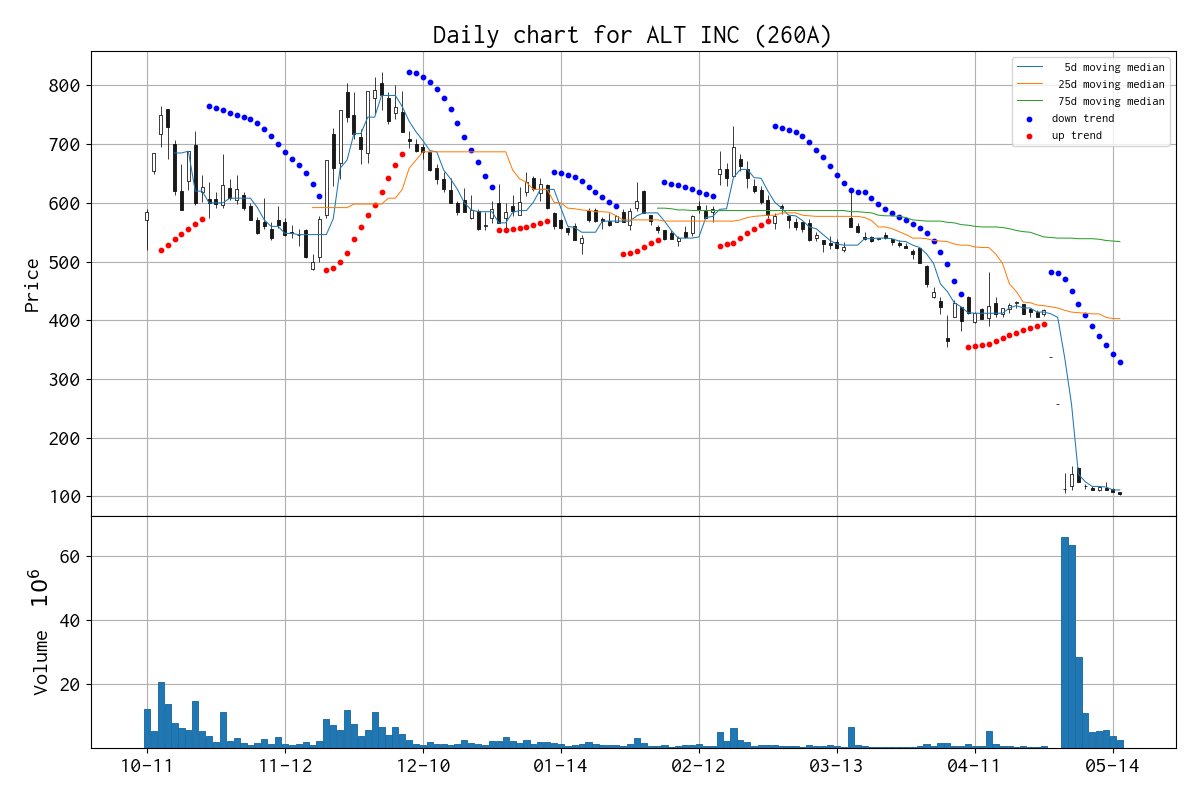 Daily chart for ALT INC (260A)
5d moving median
25d moving median
75d moving median
down trend
up trend
Price
800
700
600
500
400
300
200
100
Volume 10⁶
60
40
20
10-11 11-12 12-10 01-14 02-12 03-13 04-11 05-14